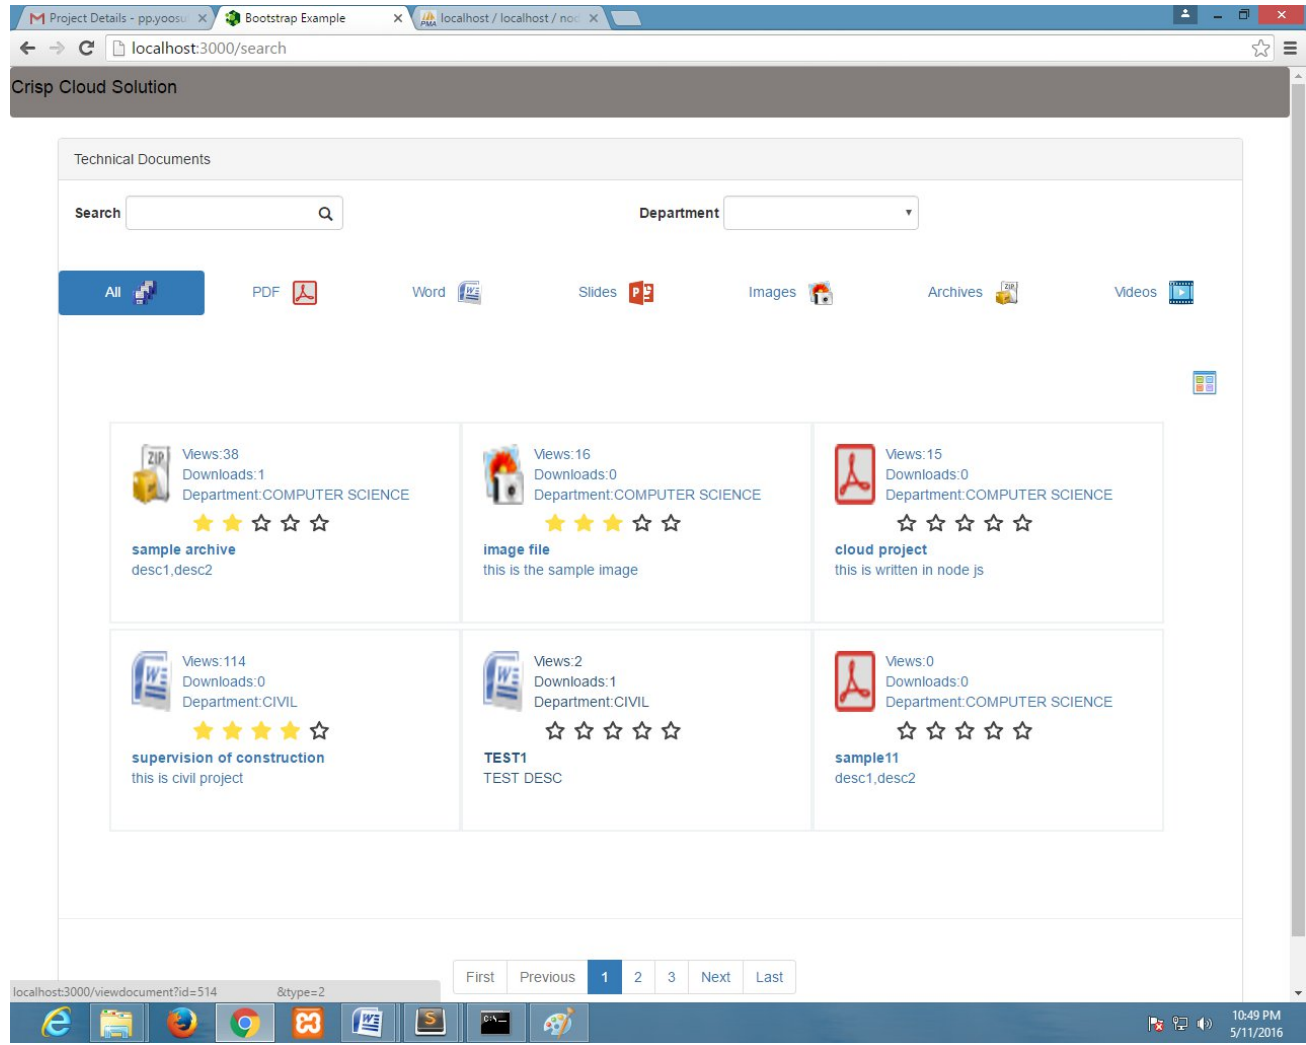 Project Details - pp.yoosu
Bootstrap Example
localhost / localhost / no
localhost:3000/search
Crisp Cloud Solution
Technical Documents
Search
Department
All
PDF
Word
Slides
Images
Archives
Videos
Views:38
Downloads:1
Department:COMPUTER SCIENCE
sample archive
desc1,desc2
Views:16
Downloads:0
Department:COMPUTER SCIENCE
image file
this is the sample image
Views:15
Downloads:0
Department:COMPUTER SCIENCE
cloud project
this is written in node js
Views:114
Downloads:0
Department:CIVIL
supervision of construction
this is civil project
Views:2
Downloads:1
Department:CIVIL
TEST1
TEST DESC
Views:0
Downloads:0
Department:COMPUTER SCIENCE
sample11
desc1,desc2
First Previous 1 2 3 Next Last
localhost:3000/viewdocument?id=514 &type=2
10:49 PM
5/11/2016